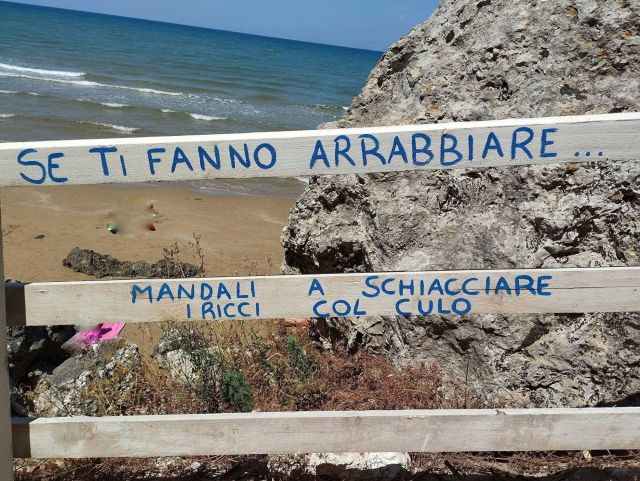 SE TI FANNO ARRABBIARE...
MANDALI A SCHIACCIARE
I RICCI COL CULO